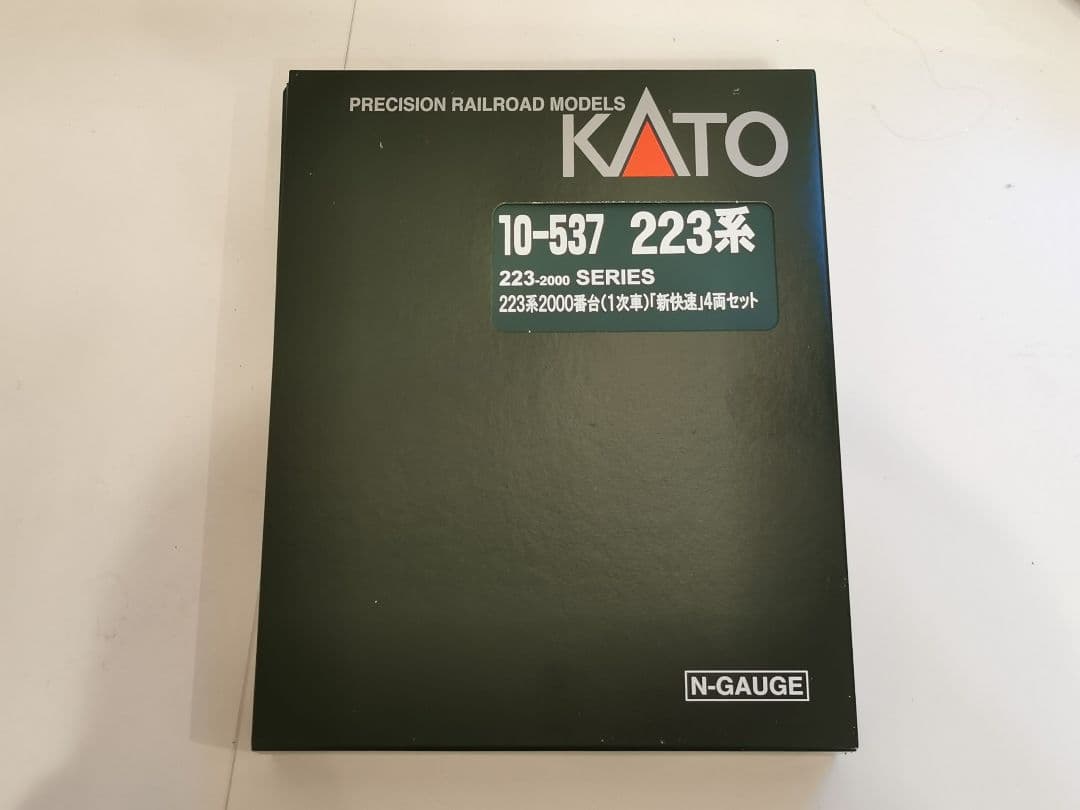 PRECISION RAILROAD MODELS
KATO
10-537 223系
223-2000 SERIES
223系2000番台(1次車)「新快速」4両セット
N-GAUGE